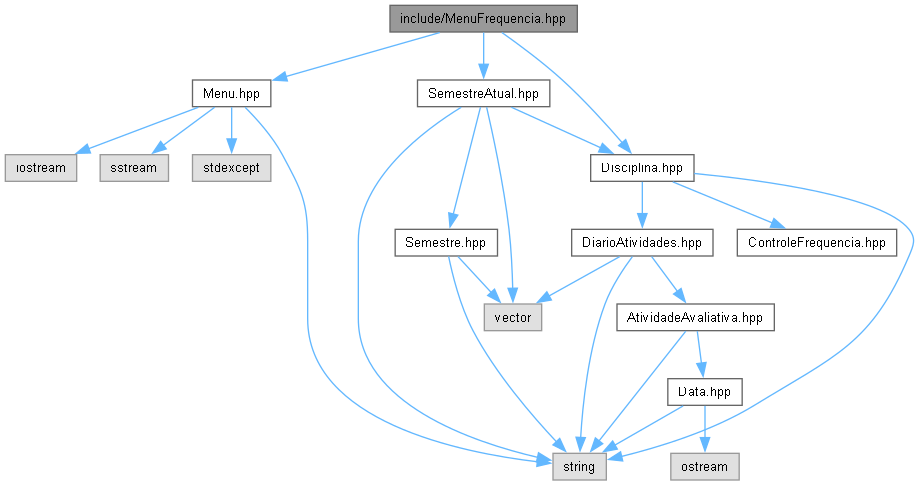 include/MenuFrequencia.hpp
Menu.hpp
SemestreAtual.hpp
iostream
sstream
stdexcept
Disciplina.hpp
Semestre.hpp
DiarioAtividades.hpp
ControleFrequencia.hpp
vector
AtividadeAvaliativa.hpp
Data.hpp
string
ostream